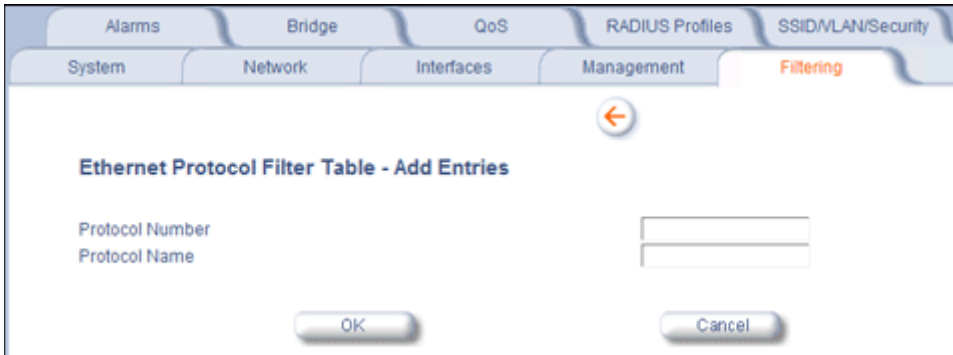 Alarms Bridge QoS RADIUS Profiles SSID/VLAN/Security
System Network Interfaces Management Filtering
Ethernet Protocol Filter Table - Add Entries
Protocol Number
Protocol Name
OK Cancel